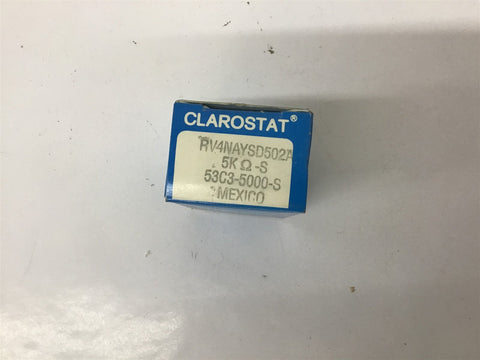 CLAROSTAT®
RV4NAYSD502A
5K Ω -S
53C3-5000-S
MEXICO